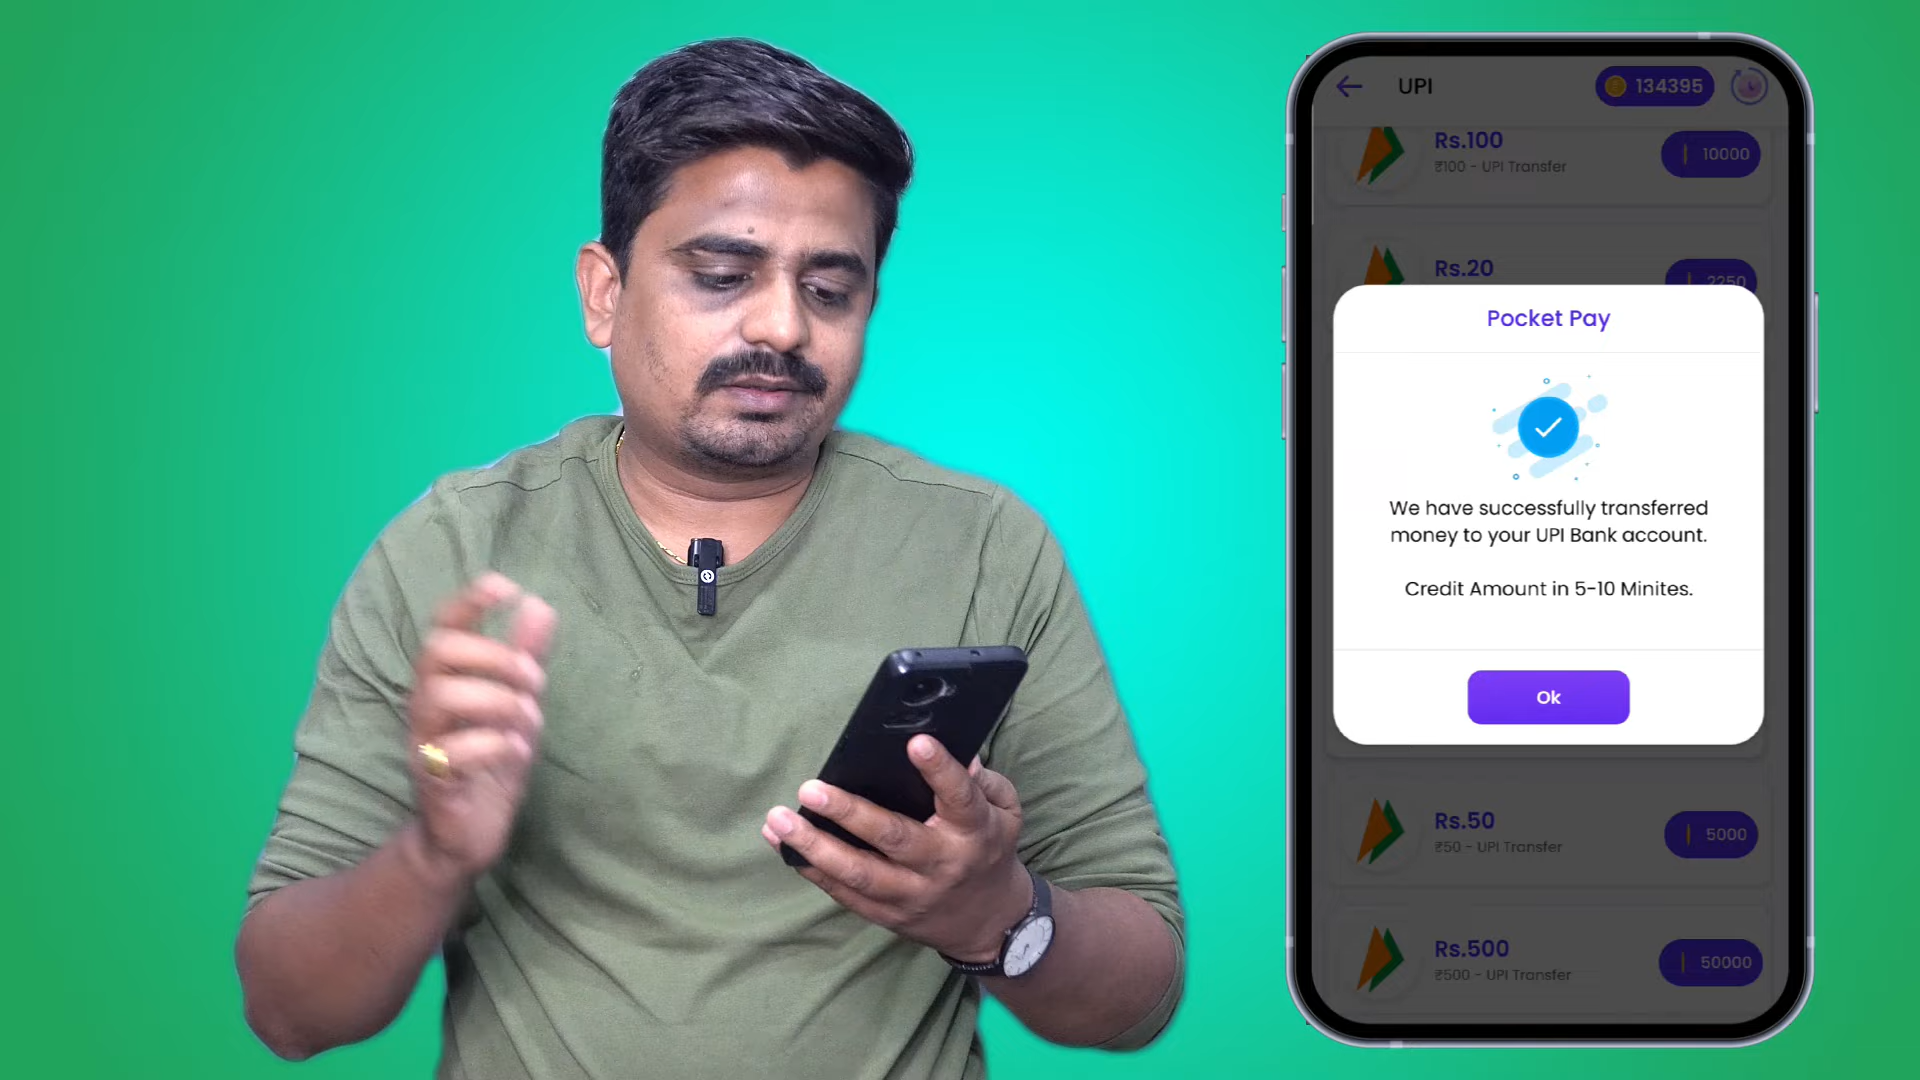 UPI
134395
Rs.100
₹100 - UPI Transfer
10000
Rs.20
2250
Pocket Pay
We have successfully transferred
money to your UPI Bank account.
Credit Amount in 5-10 Minites.
Ok
Rs.50
₹50 - UPI Transfer
5000
Rs.500
₹500 - UPI Transfer
50000